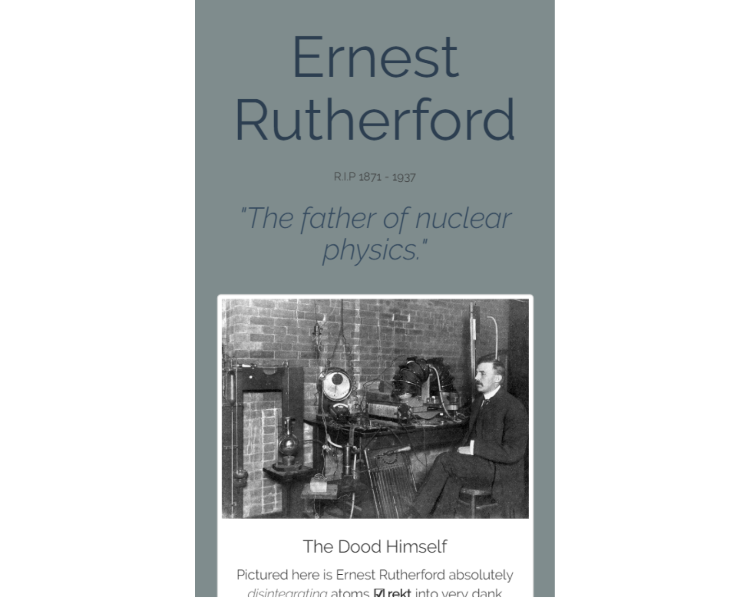 Ernest
Rutherford
R.I.P 1871 - 1937
"The father of nuclear
physics."
The Dood Himself
Pictured here is Ernest Rutherford absolutely
disintegrating atoms ☑ rekt into very dank